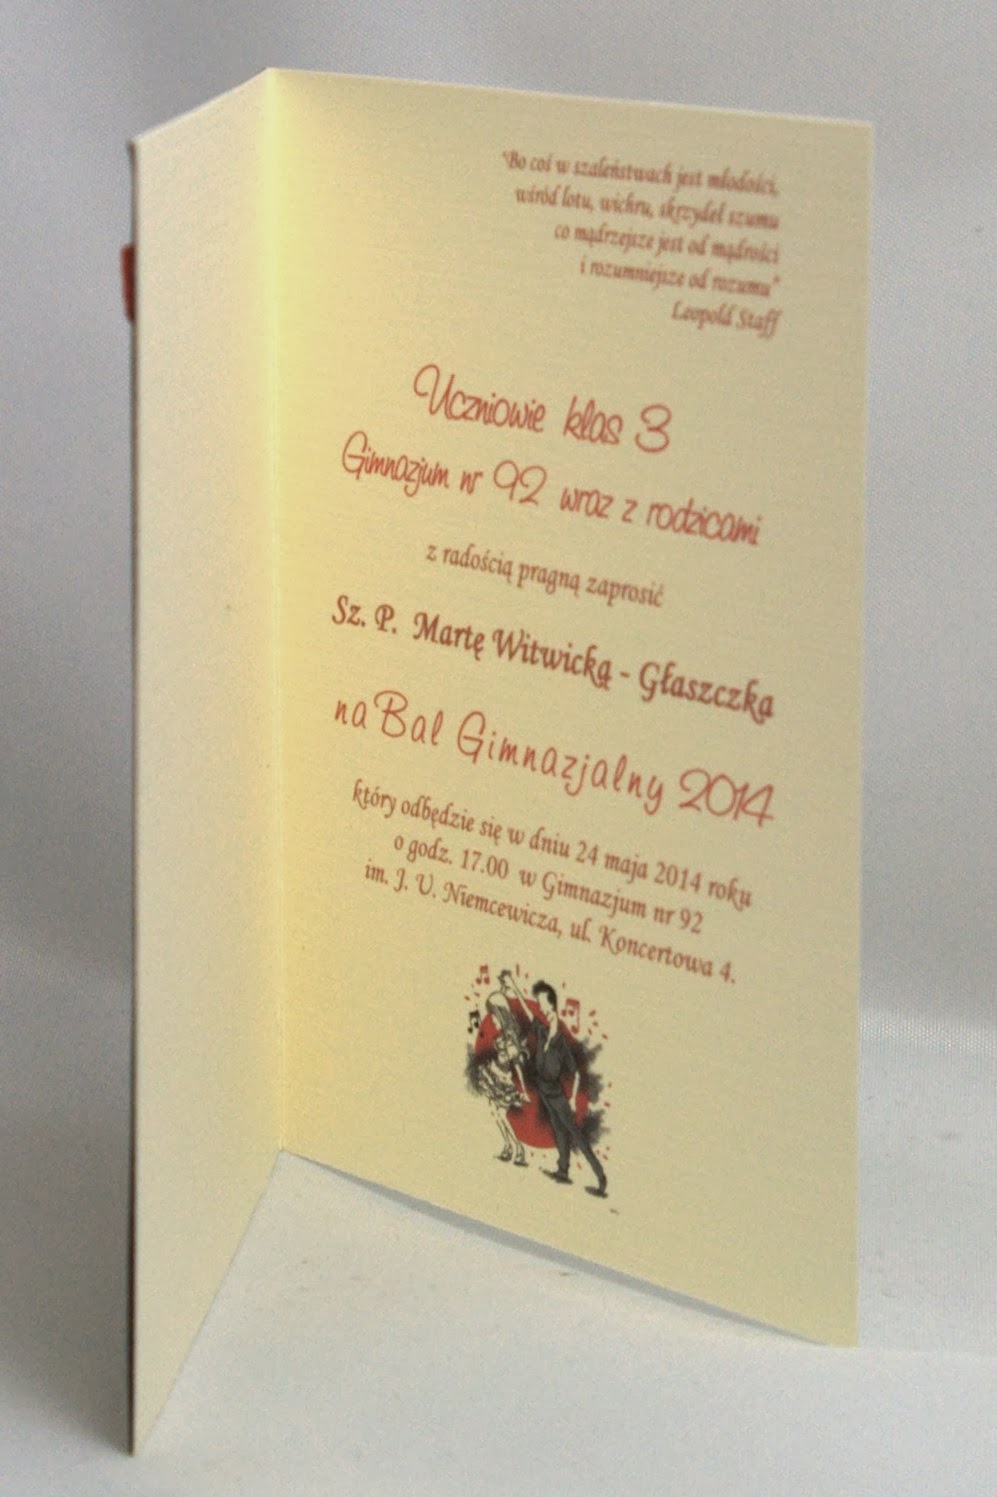 "Bo coś w szaleństwach jest młodości,
wśród lotu, wichru, skrzydeł szumu
co mądrzejsze jest od mądrości
i rozumniejsze od rozumu"
Leopold Staff
Uczniowie klas 3
Gimnazjum nr 92 wraz z rodzicami
z radością pragną zaprosić
Sz. P. Martę Witwicką - Głaszczka
na Bal Gimnazjalny 2014
który odbędzie się w dniu 24 maja 2014 roku
o godz. 17.00 w Gimnazjum nr 92
im. J. U. Niemcewicza, ul. Koncertowa 4.